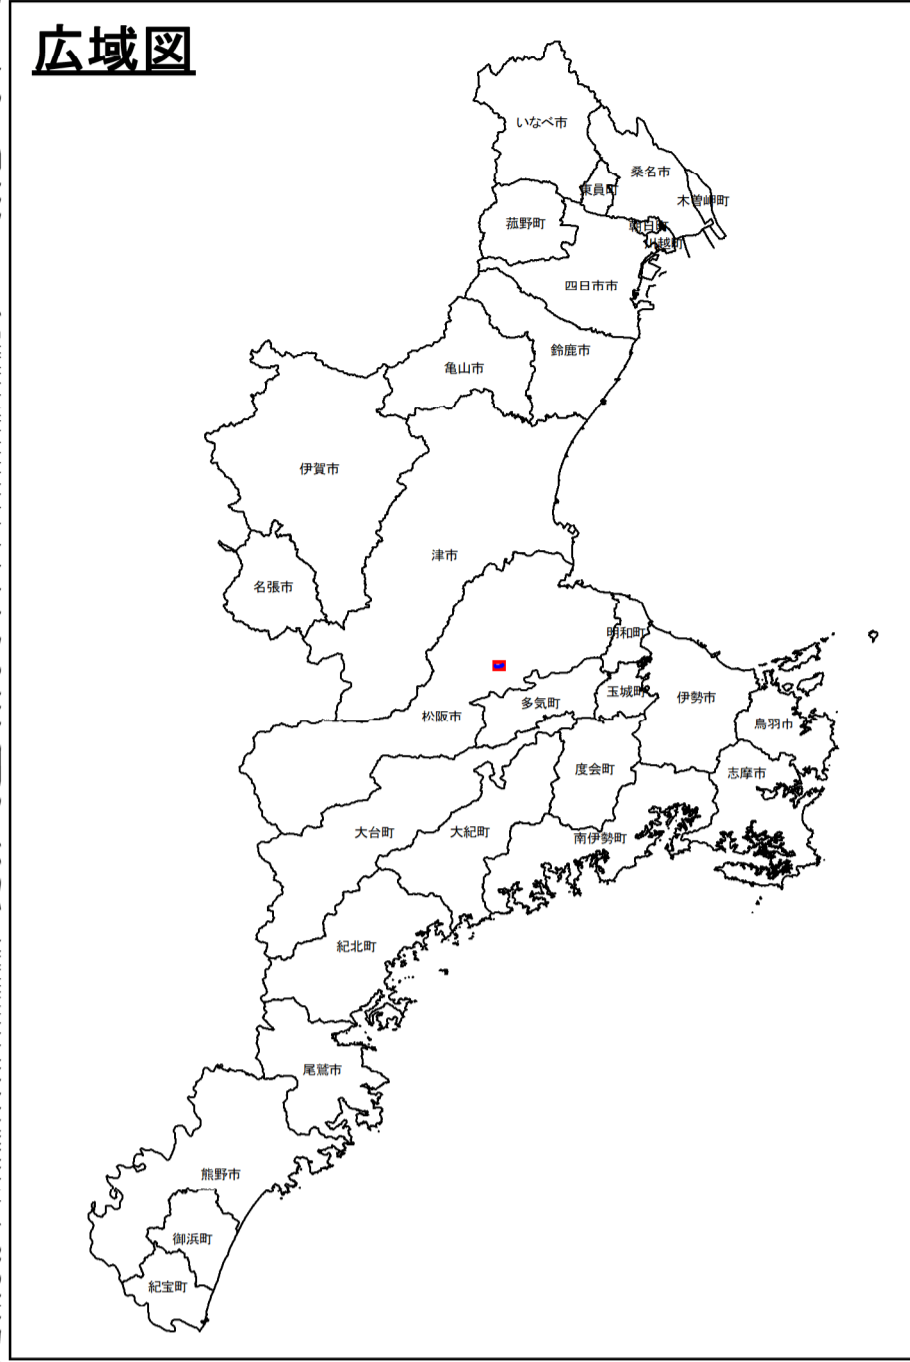 広域図
いなべ市
桑名市
東員町
木曽岬町
菰野町
朝日町
川越町
四日市市
鈴鹿市
亀山市
伊賀市
津市
名張市
明和町
玉城町
伊勢市
多気町
松阪市
鳥羽市
度会町
志摩市
大台町
大紀町
南伊勢町
紀北町
尾鷲市
熊野市
御浜町
紀宝町